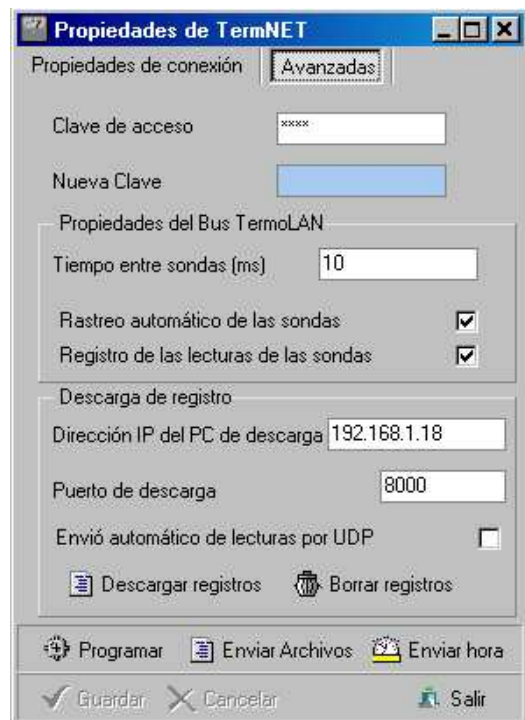 Propiedades de TermNET
Propiedades de conexión Avanzadas
Clave de acceso ****
Nueva Clave
Propiedades del Bus TermoLAN
Tiempo entre sondas (ms) 10
Rastreo automático de las sondas
Registro de las lecturas de las sondas
Descarga de registro
Dirección IP del PC de descarga 192.168.1.18
Puerto de descarga 8000
Envió automático de lecturas por UDP
Descargar registros Borrar registros
Programar Enviar Archivos Enviar hora
Guardar Cancelar Salir